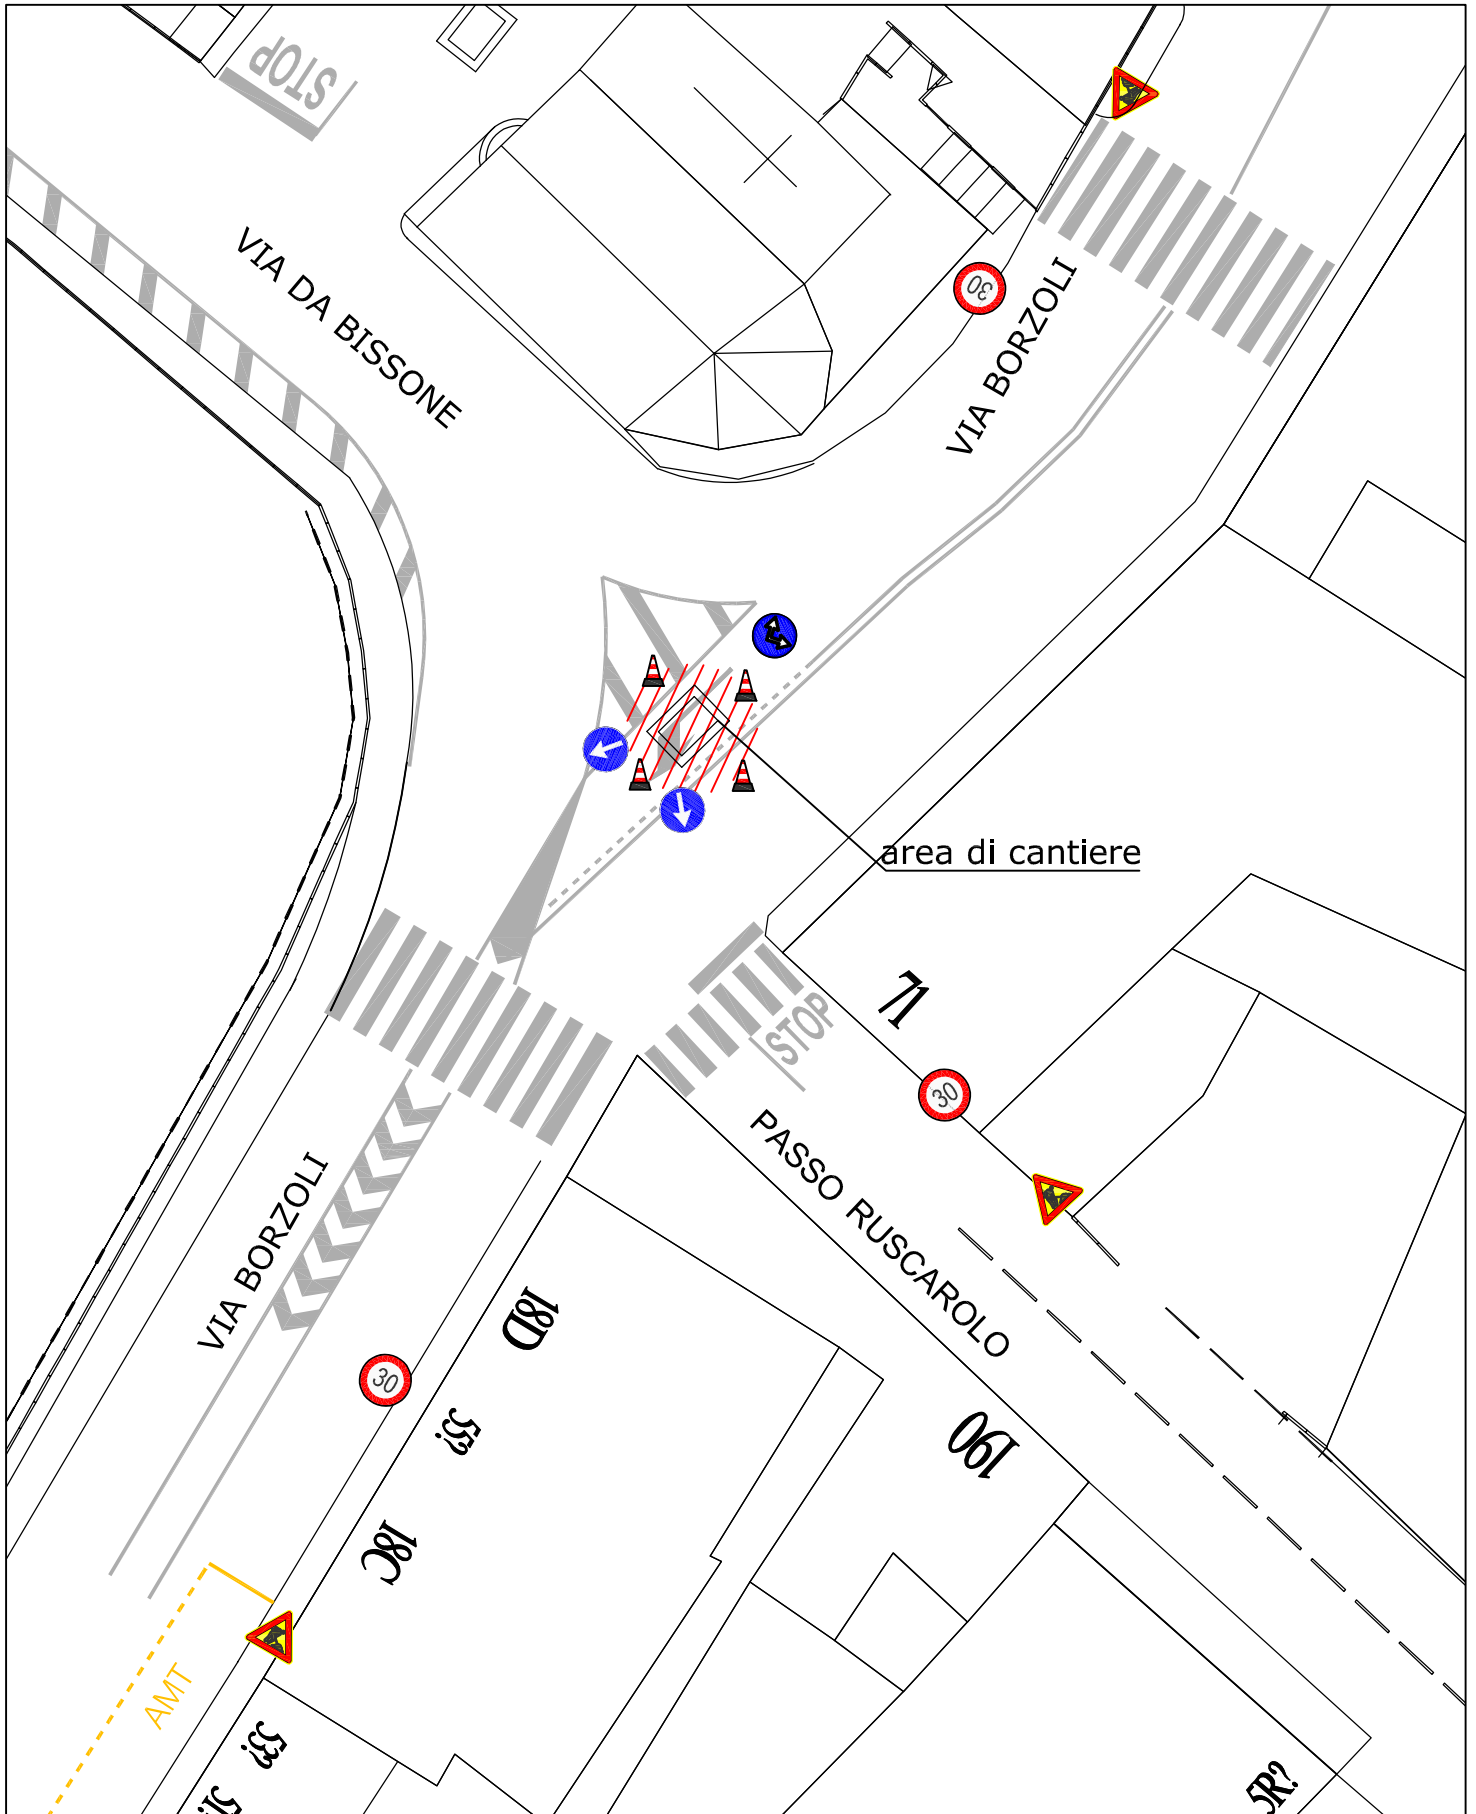 STOP
VIA DA BISSONE
30
VIA BORZOLI
area di cantiere
71
STOP
30
PASSO RUSCAROLO
VIA BORZOLI
18D
30
190
18C
AMT